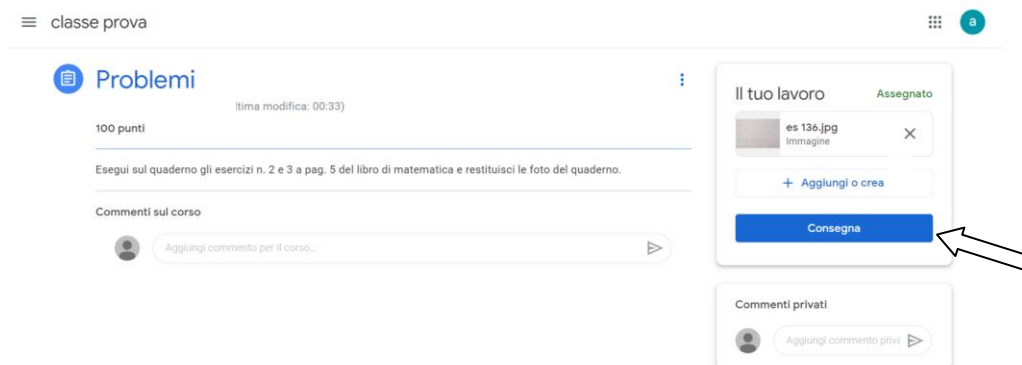 classe prova
a
Problemi
ltima modifica: 00:33)
100 punti
Esegui sul quaderno gli esercizi n. 2 e 3 a pag. 5 del libro di matematica e restituisci le foto del quaderno.
Commenti sul corso
Aggiungi commento per il corso...
Il tuo lavoro
Assegnato
es 136.jpg
Immagine
+ Aggiungi o crea
Consegna
Commenti privati
Aggiungi commento priva